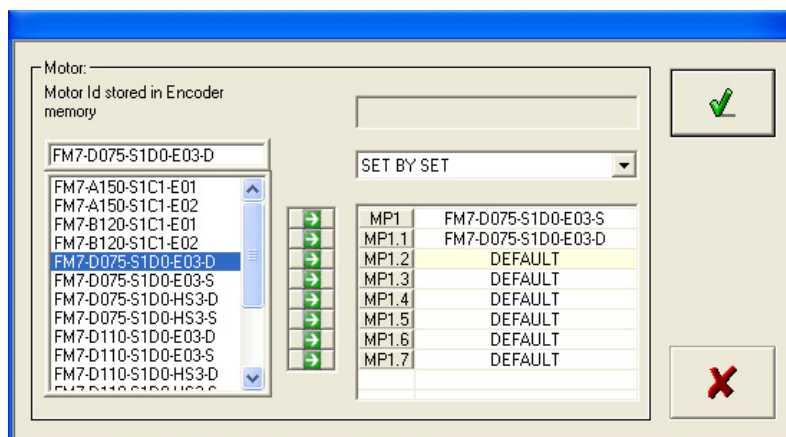 Motor:
Motor Id stored in Encoder
memory
FM7-D075-S1D0-E03-D
SET BY SET
FM7-A150-S1C1-E01
FM7-A150-S1C1-E02
FM7-B120-S1C1-E01
FM7-B120-S1C1-E02
FM7-D075-S1D0-E03-D
FM7-D075-S1D0-E03-S
FM7-D075-S1D0-HS3-D
FM7-D075-S1D0-HS3-S
FM7-D110-S1D0-E03-D
FM7-D110-S1D0-E03-S
FM7-D110-S1D0-HS3-D
MP1 FM7-D075-S1D0-E03-S
MP1.1 FM7-D075-S1D0-E03-D
MP1.2 DEFAULT
MP1.3 DEFAULT
MP1.4 DEFAULT
MP1.5 DEFAULT
MP1.6 DEFAULT
MP1.7 DEFAULT